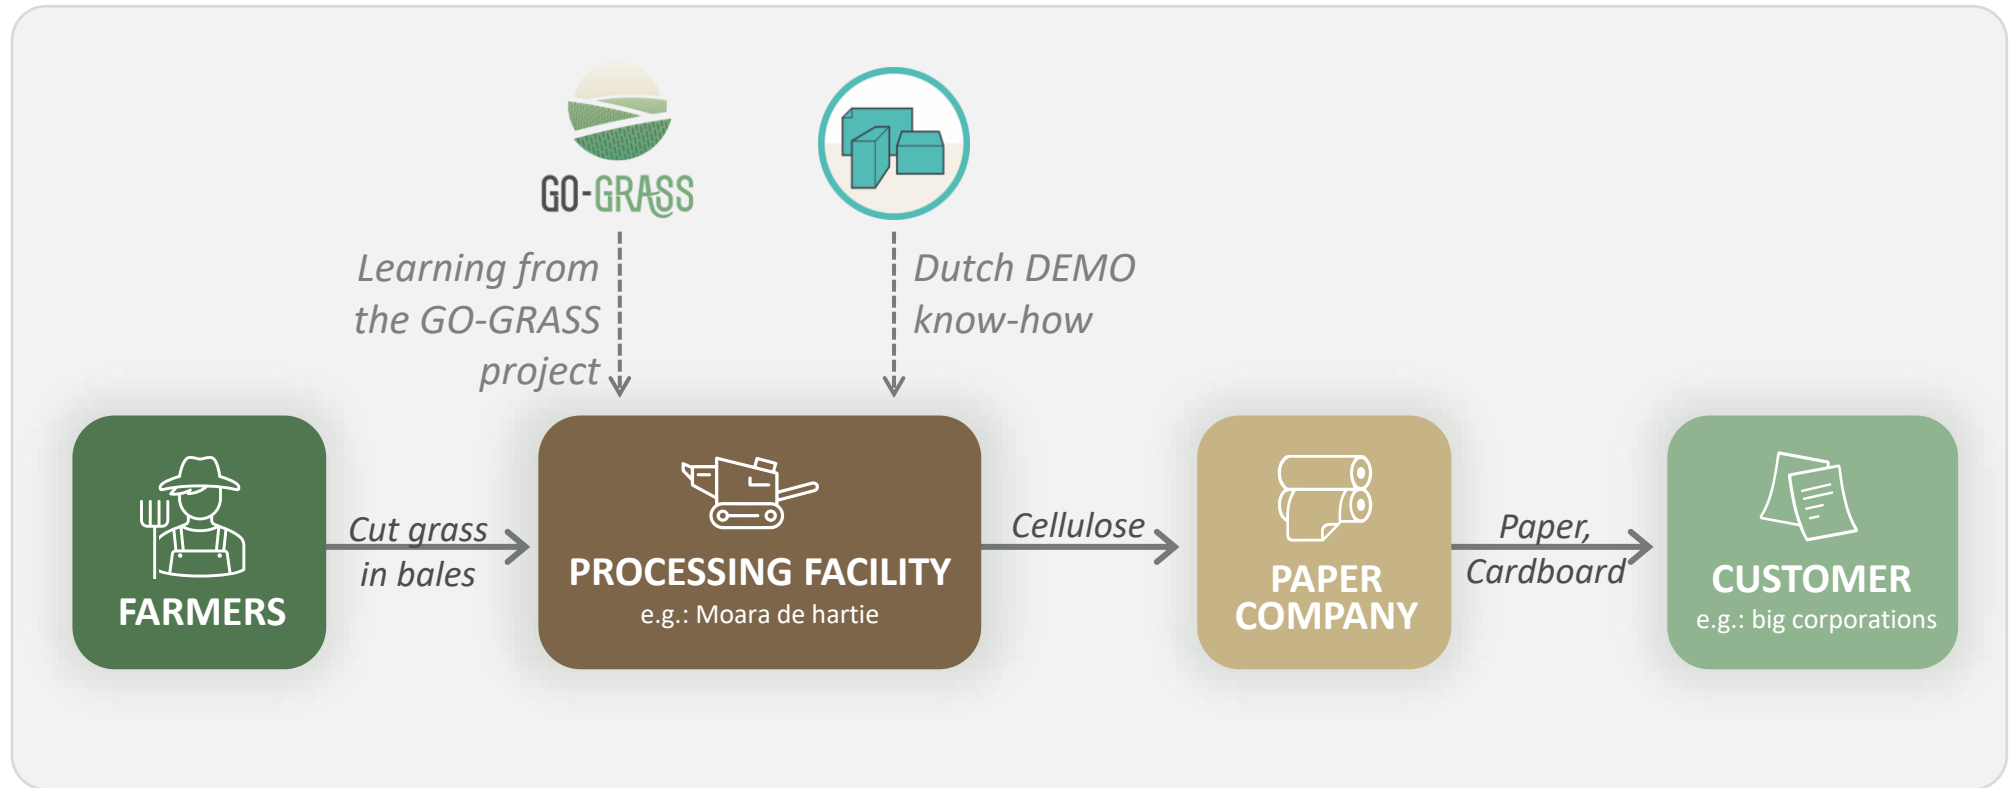 GO-GRASS
Learning from
the GO-GRASS
project
Dutch DEMO
know-how
FARMERS
Cut grass
in bales
PROCESSING FACILITY
e.g.: Moara de hartie
Cellulose
PAPER
COMPANY
Paper,
Cardboard
CUSTOMER
e.g.: big corporations